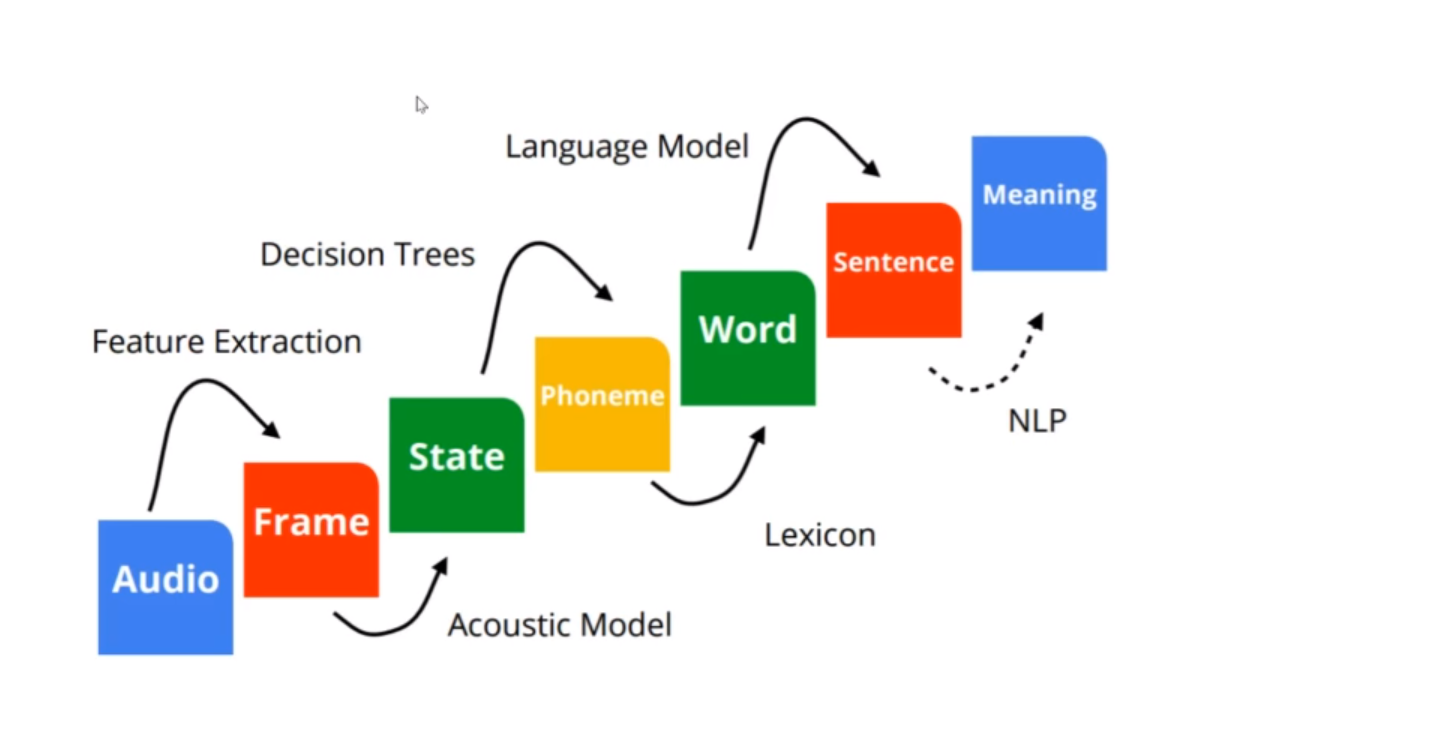 Language Model
Meaning
Decision Trees
Sentence
Feature Extraction
Word
Phoneme
NLP
State
Frame
Lexicon
Audio
Acoustic Model